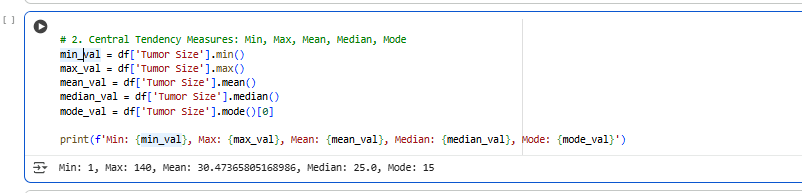 [ ]
# 2. Central Tendency Measures: Min, Max, Mean, Median, Mode
min_val = df['Tumor Size'].min()
max_val = df['Tumor Size'].max()
mean_val = df['Tumor Size'].mean()
median_val = df['Tumor Size'].median()
mode_val = df['Tumor Size'].mode()[0]
print(f'Min: {min_val}, Max: {max_val}, Mean: {mean_val}, Median: {median_val}, Mode: {mode_val}')
Min: 1, Max: 140, Mean: 30.47365805168986, Median: 25.0, Mode: 15